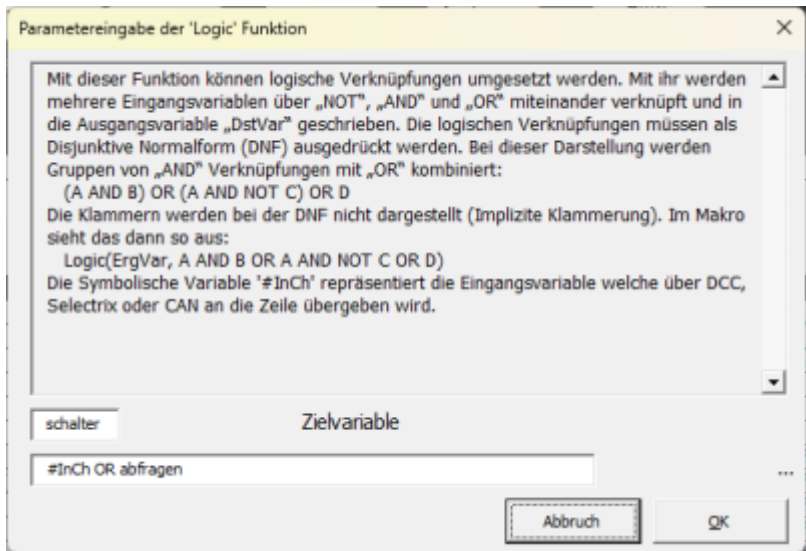 Parametereingabe der 'Logic' Funktion
Mit dieser Funktion können logische Verknüpfungen umgesetzt werden. Mit ihr werden
mehrere Eingangsvariablen über „NOT“, „AND“ und „OR“ miteinander verknüpft und in
die Ausgangsvariable „DstVar“ geschrieben. Die logischen Verknüpfungen müssen als
Disjunktive Normalform (DNF) ausgedrückt werden. Bei dieser Darstellung werden
Gruppen von „AND“ Verknüpfungen mit „OR“ kombiniert:
(A AND B) OR (A AND NOT C) OR D
Die Klammern werden bei der DNF nicht dargestellt (Implizite Klammerung). Im Makro
sieht das dann so aus:
Logic(ErgVar, A AND B OR A AND NOT C OR D)
Die Symbolische Variable '#InCh' repräsentiert die Eingangsvariable welche über DCC,
Selectrix oder CAN an die Zeile übergeben wird.
schalter Zielvariable
#InCh OR abfragen ...
Abbruch OK